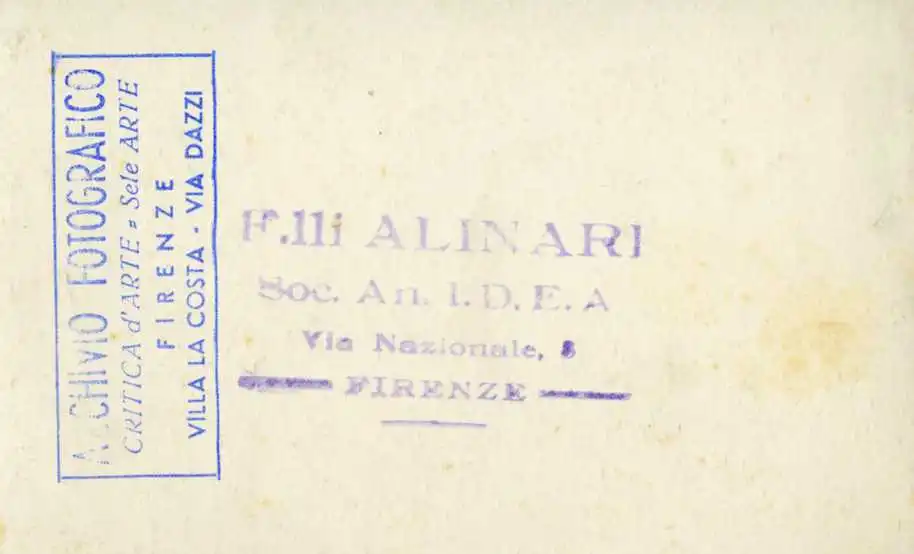 ARCHIVIO FOTOGRAFICO
CRITICA d'ARTE = Sele ARTE
FIRENZE
VILLA LA COSTA - VIA DAZZI
F.lli ALINARI
Soc. An. I.D.E.A
Via Nazionale, 8
FIRENZE